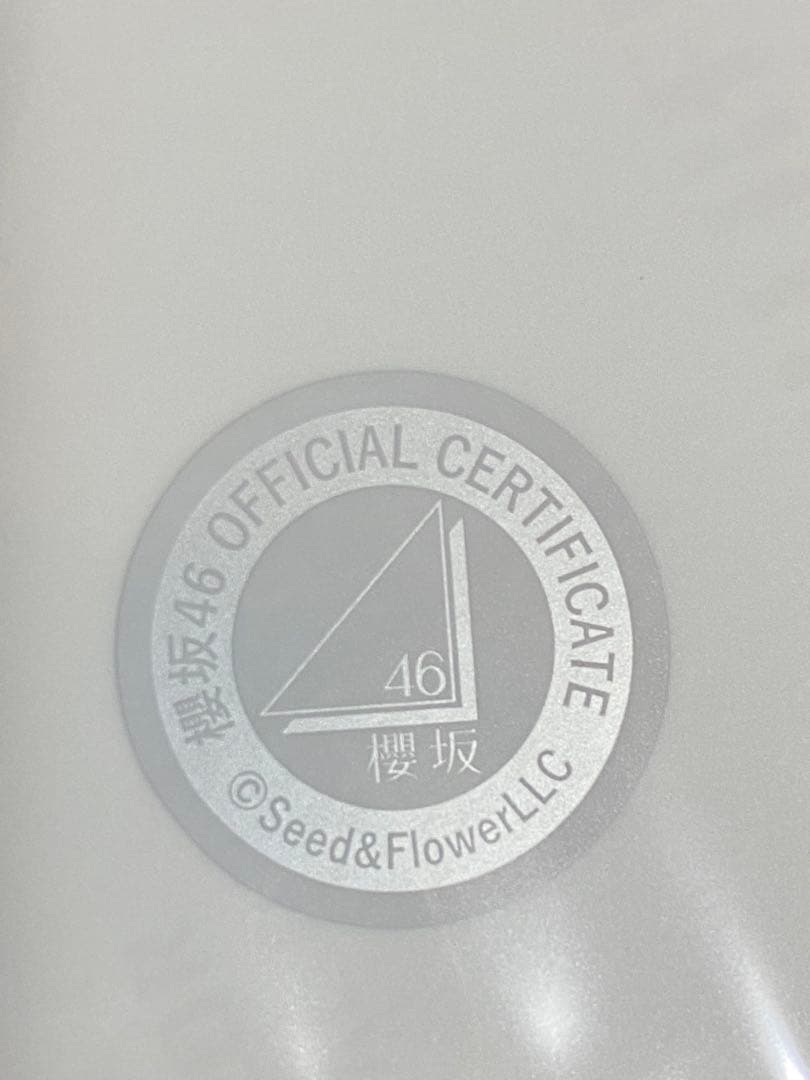 櫻坂46 OFFICIAL CERTIFICATE
46
櫻坂
©Seed&FlowerLLC